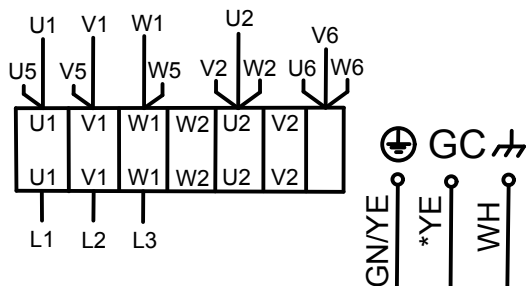 U1 V1 W1 U2 V6
U5 V5 W5 V2 W2 U6 W6
U1 V1 W1 W2 U2 V2
U1 V1 W1 W2 U2 V2
L1 L2 L3
GC
GN/YE
*YE
WH